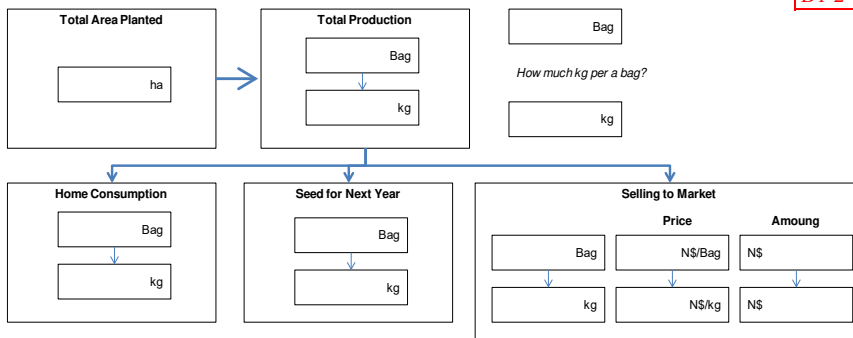 Total Area Planted
ha
Total Production
Bag
kg
Bag
How much kg per a bag?
kg
Home Consumption
Bag
kg
Seed for Next Year
Bag
kg
Selling to Market
Price
Amoung
Bag
N$/Bag
N$
kg
N$/kg
N$